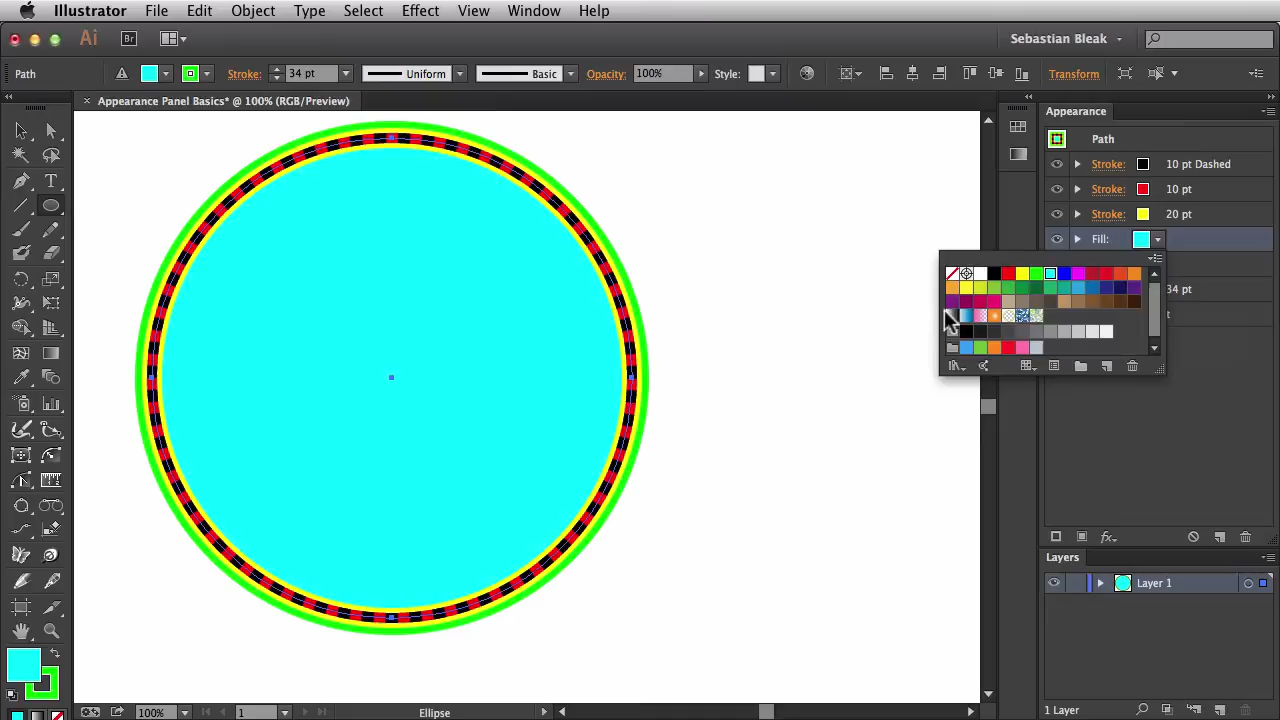 Illustrator File Edit Object Type Select Effect View Window Help
Ai Br Sebastian Bleak
Path Stroke: 34 pt Uniform Basic Opacity: 100% Style: Transform
Appearance Panel Basics* @ 100% (RGB/Preview)
Appearance
Path
Stroke: 10 pt Dashed
Stroke: 10 pt
Stroke: 20 pt
Fill:
34 pt
t
fx
Layers
Layer 1
1 Layer
100% 1 Ellipse